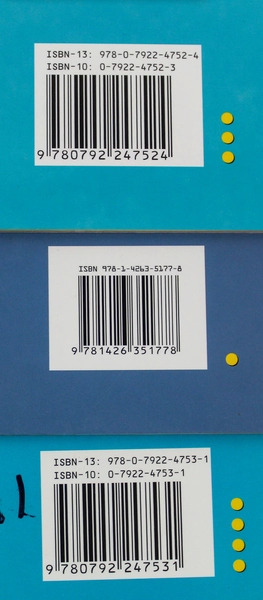 ISBN-13: 978-0-7922-4752-4
ISBN-10: 0-7922-4752-3
9 780792 247524
ISBN 978-1-4263-5177-8
9 781426 351778
ISBN-13: 978-0-7922-4753-1
ISBN-10: 0-7922-4753-1
9 780792 247531